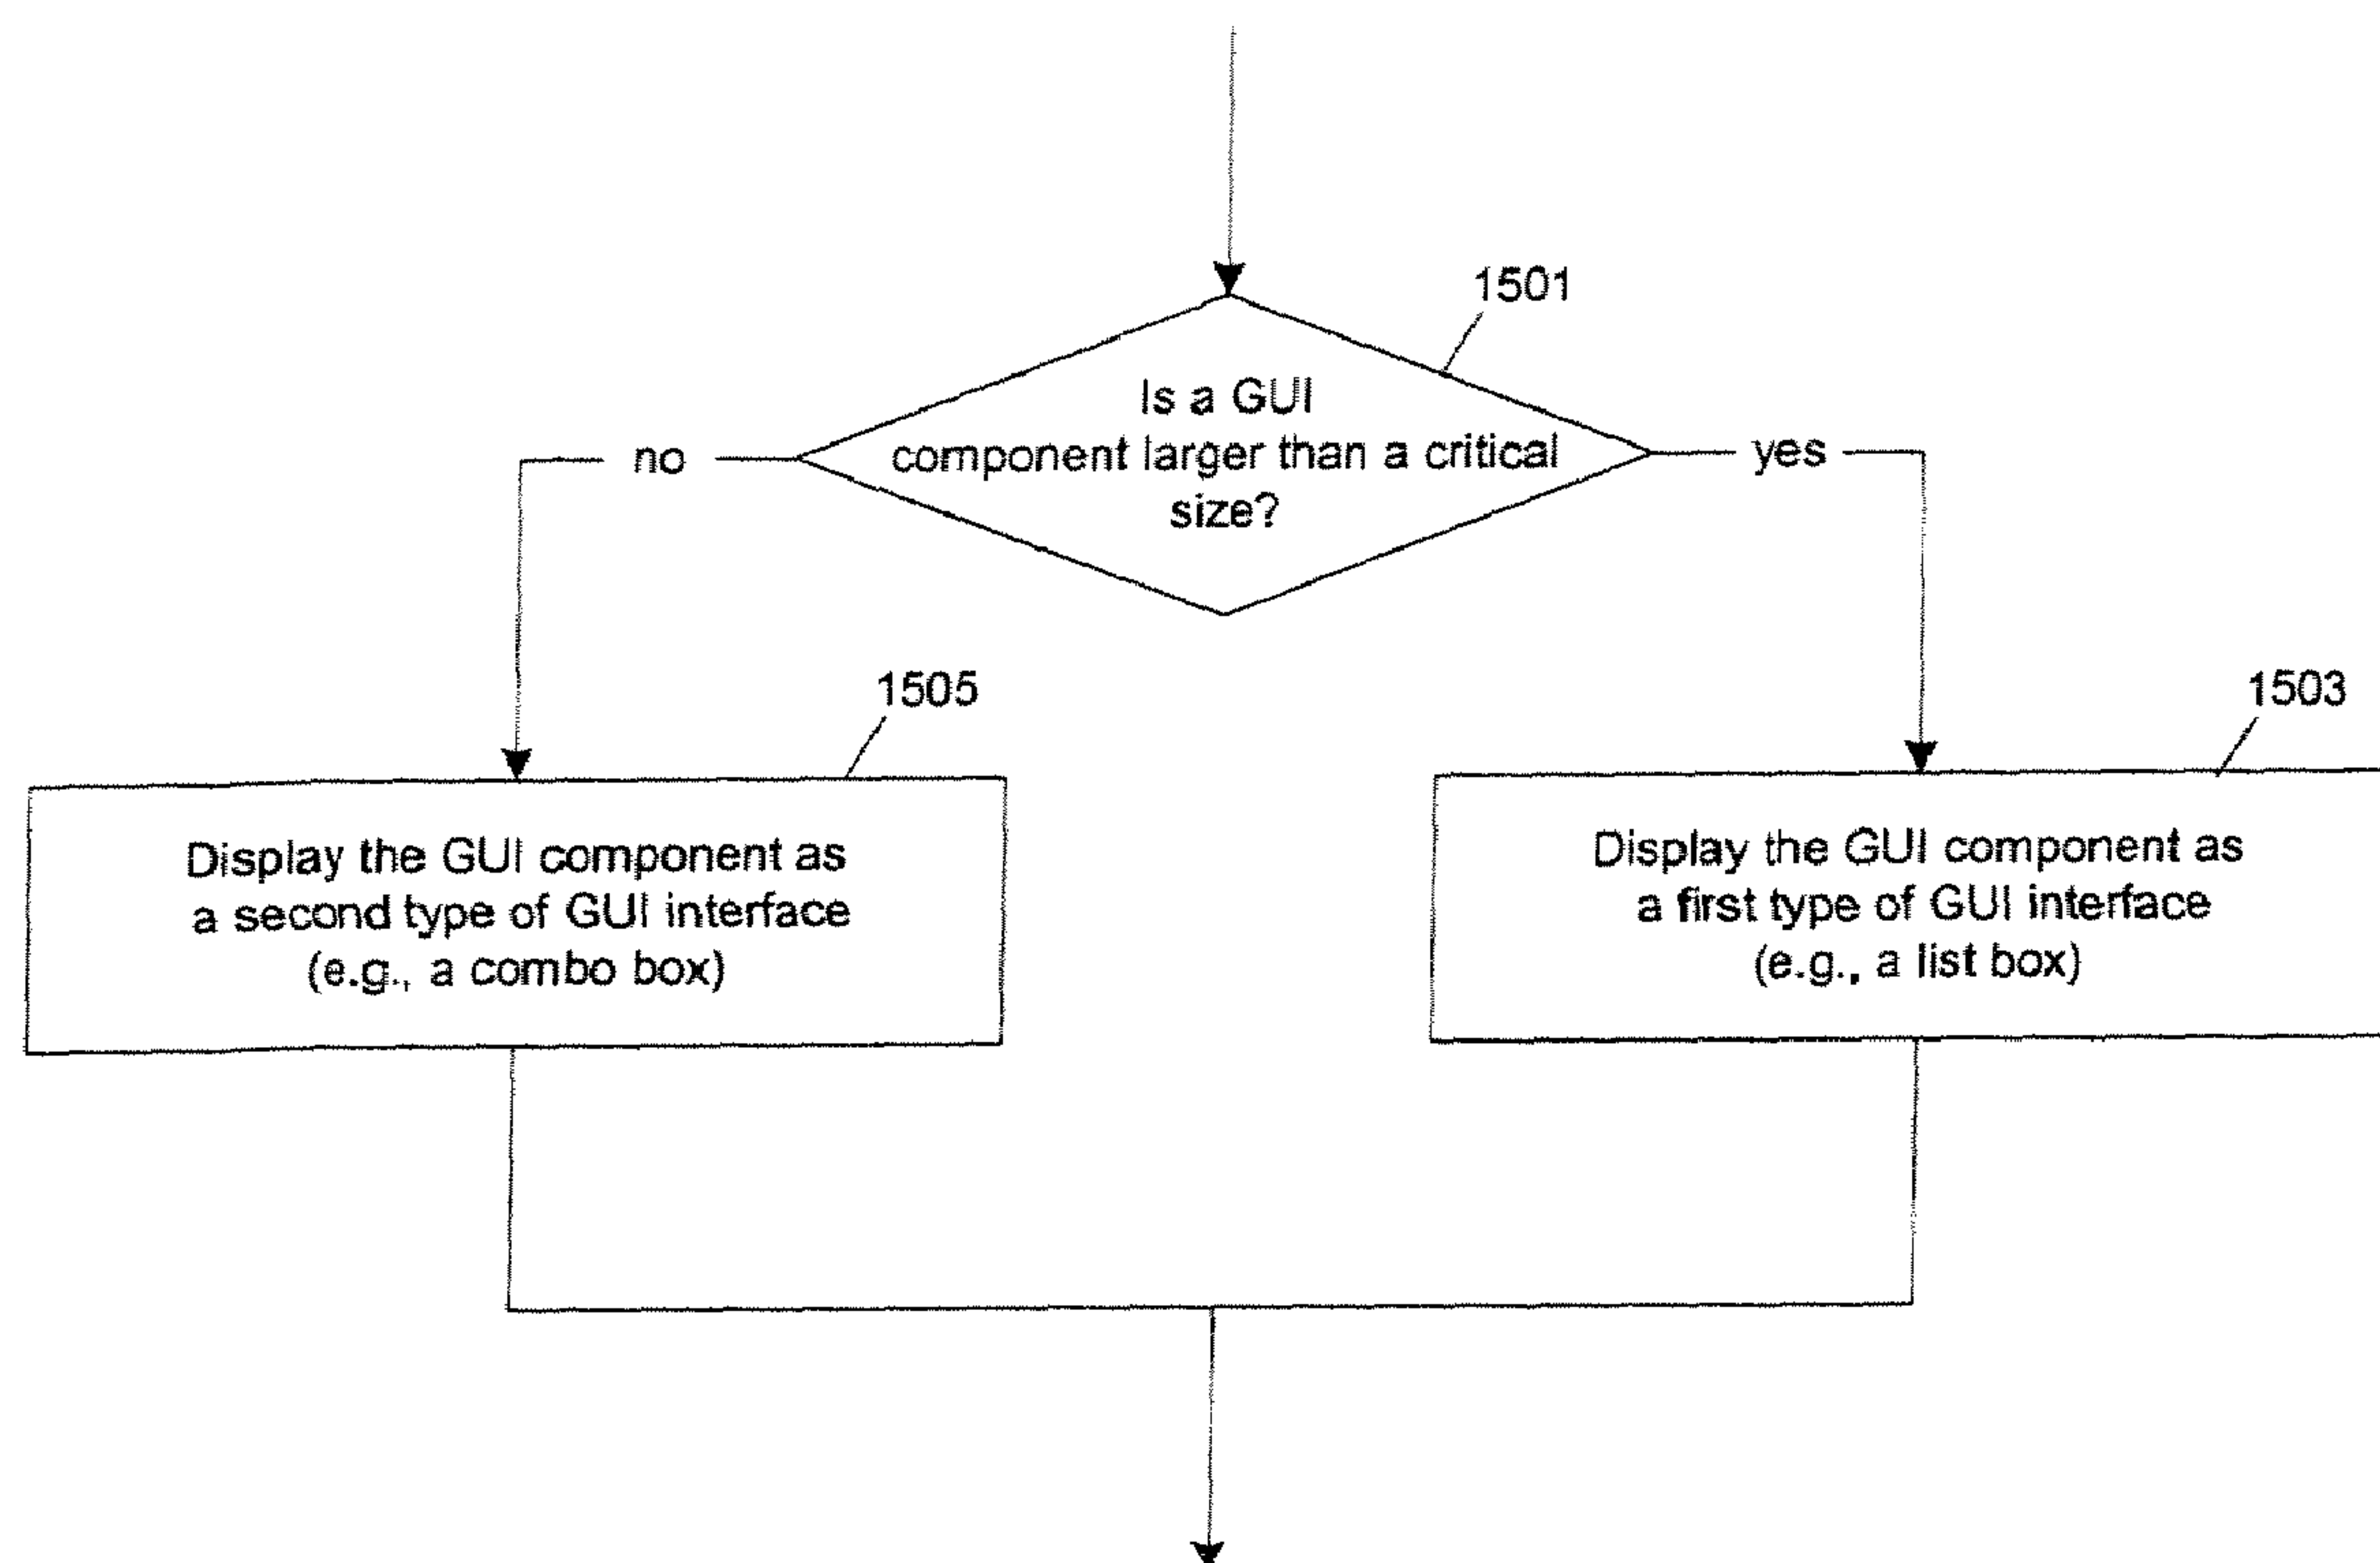 1501
Is a GUI
component larger than a critical
size?
no
yes
1505
1503
Display the GUI component as
a second type of GUI interface
(e.g., a combo box)
Display the GUI component as
a first type of GUI interface
(e.g., a list box)